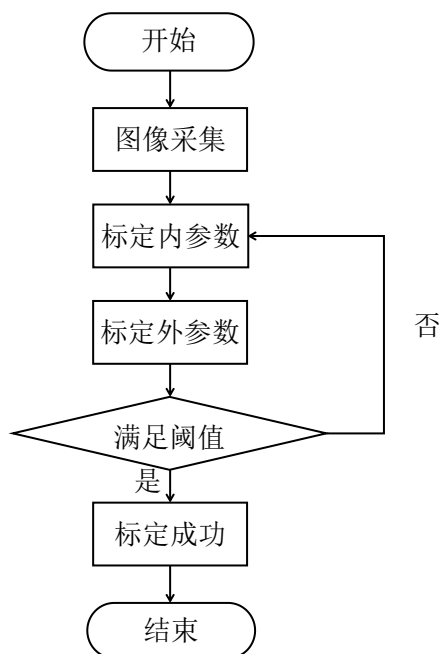 开始
图像采集
标定内参数
标定外参数
否
满足阈值
是
标定成功
结束